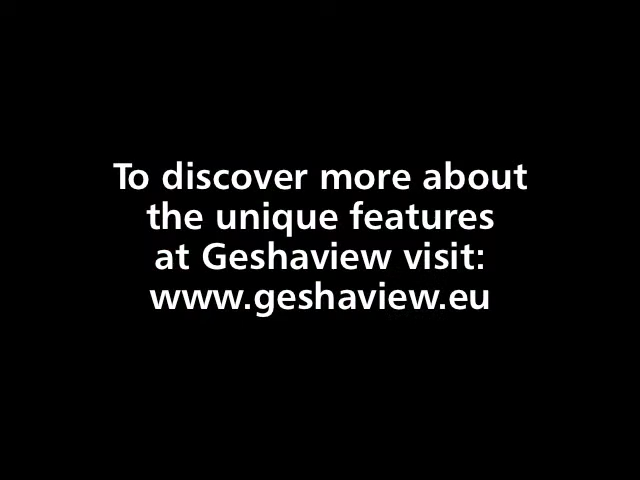 To discover more about
the unique features
at Geshaview visit:
www.geshaview.eu